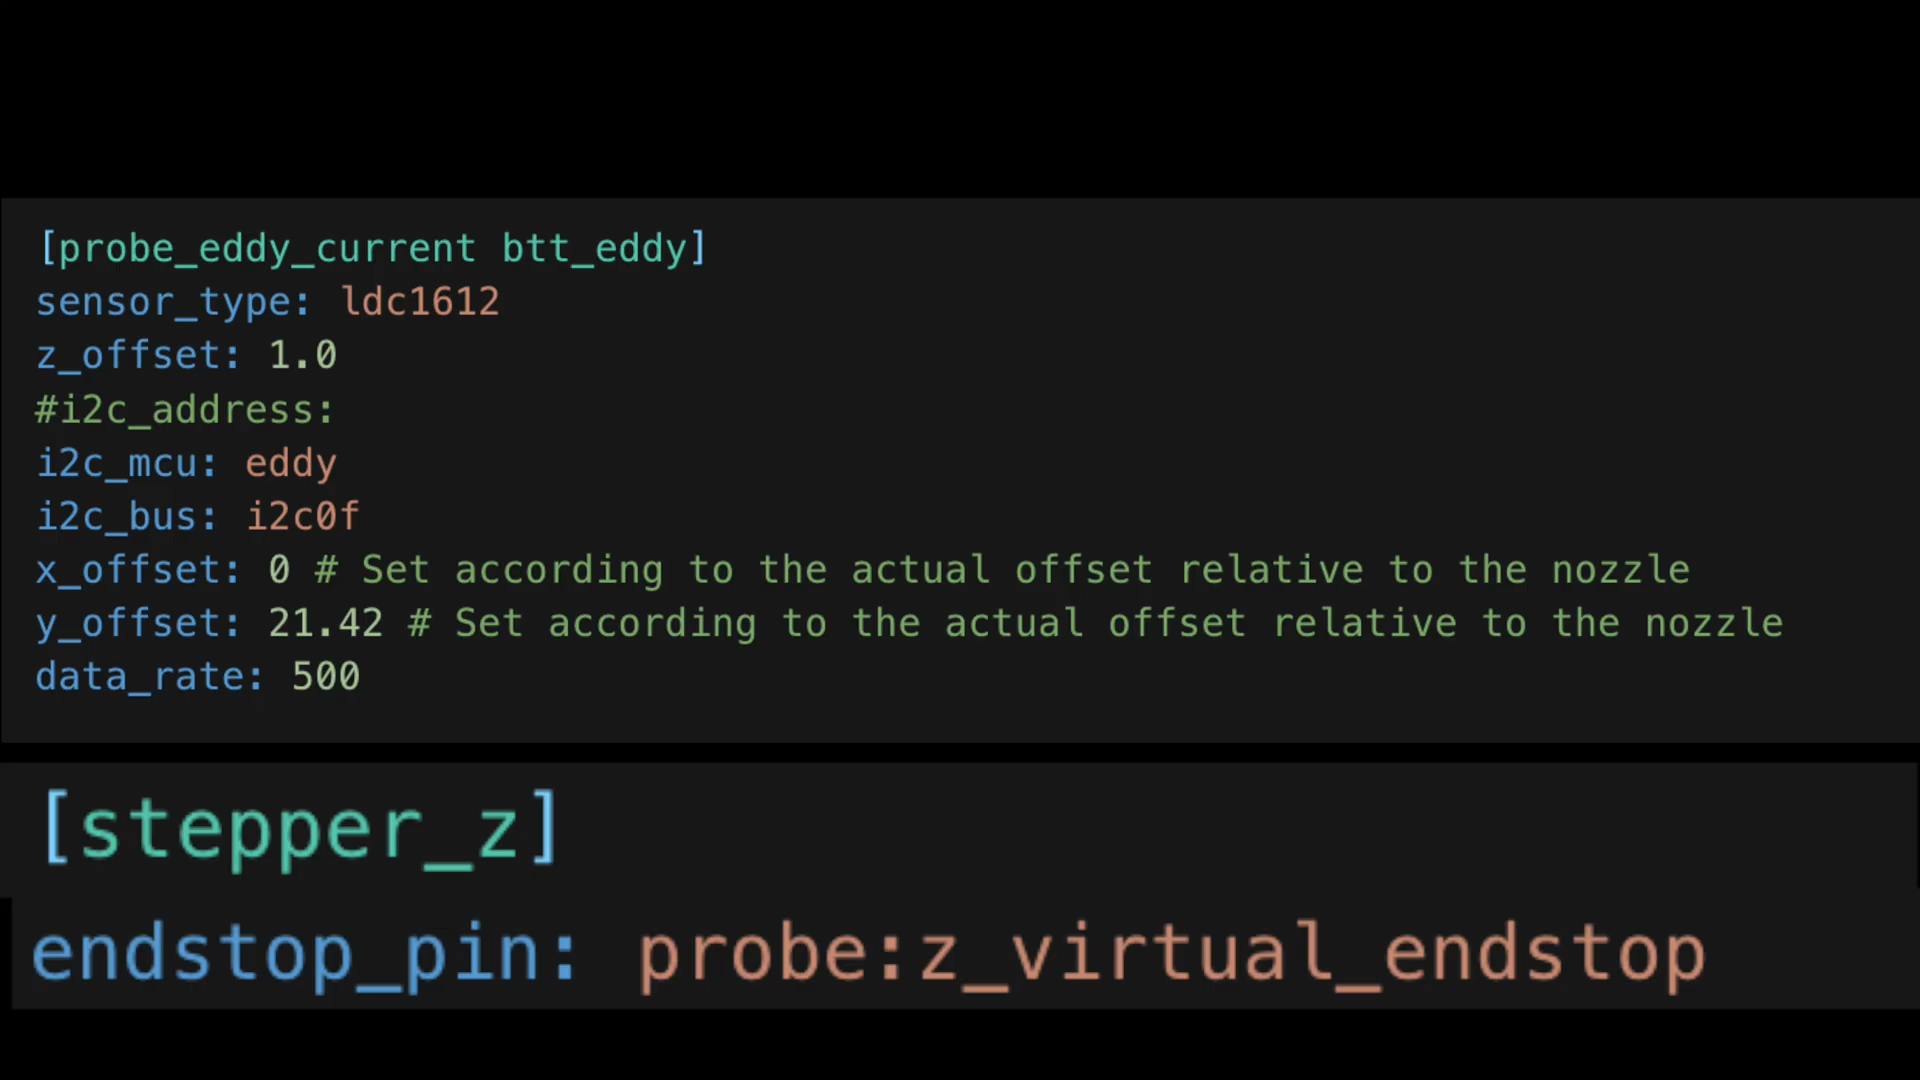 [probe_eddy_current btt_eddy]
sensor_type: ldc1612
z_offset: 1.0
#i2c_address:
i2c_mcu: eddy
i2c_bus: i2c0f
x_offset: 0 # Set according to the actual offset relative to the nozzle
y_offset: 21.42 # Set according to the actual offset relative to the nozzle
data_rate: 500
[stepper_z]
endstop_pin: probe:z_virtual_endstop